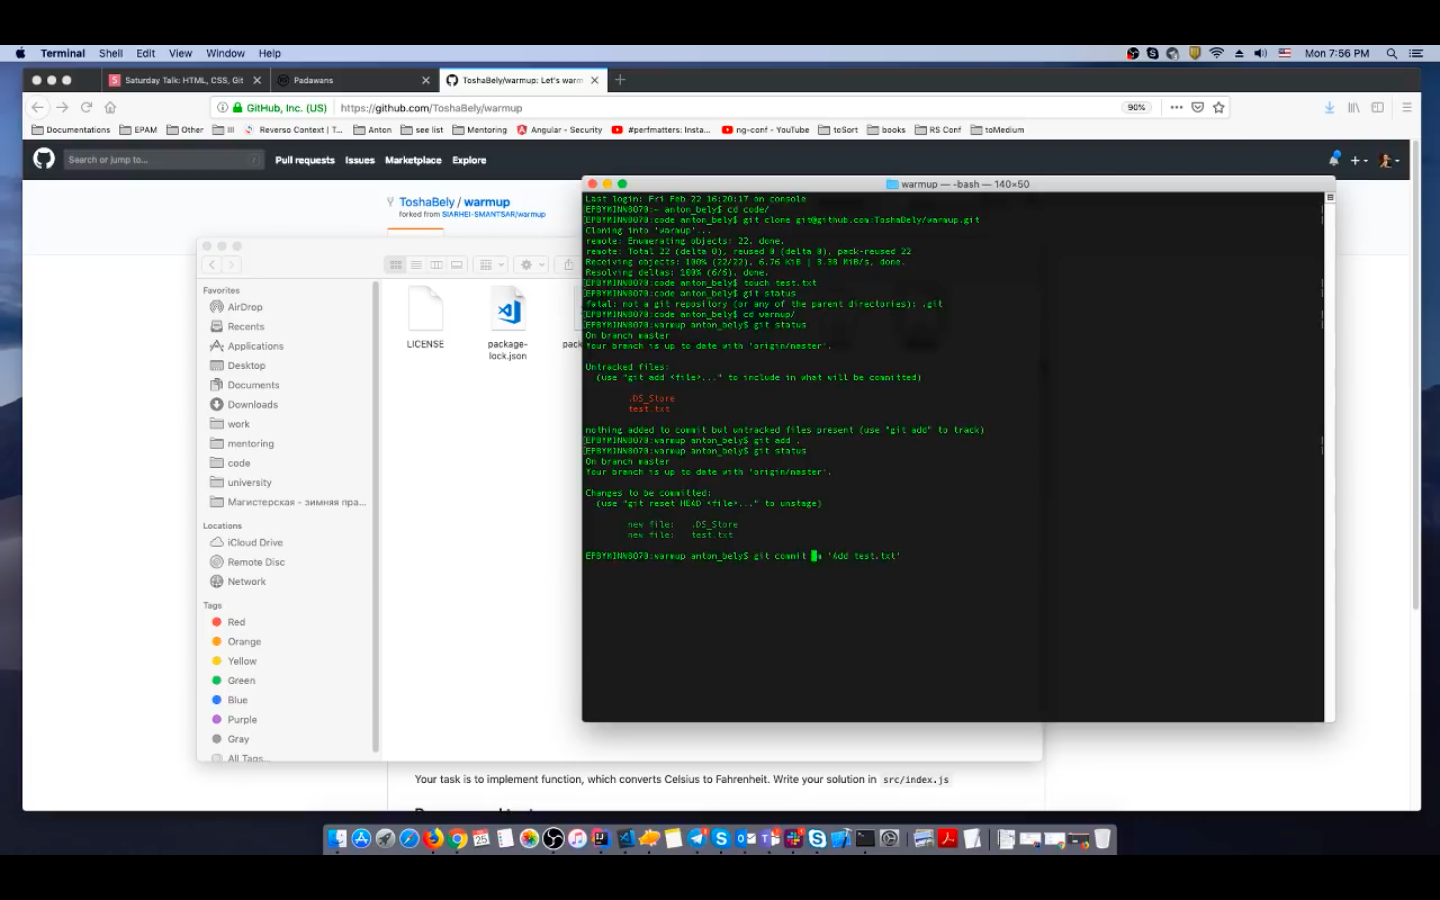 Terminal Shell Edit View Window Help Mon 7:56 PM
Saturday Talk: HTML, CSS, Git
Padawans
ToshaBely/warmup: Let's warm
GitHub, Inc. (US) https://github.com/ToshaBely/warmup 90%
Documentations EPAM Other III Reverso Context | T... Anton see list Mentoring Angular - Security #perfmatters: Insta... ng-conf - YouTube toSort books RS Conf toMedium
Search or jump to... Pull requests Issues Marketplace Explore
ToshaBely / warmup
forked from SIARHEI-SMANTSAR/warmup
Favorites
AirDrop
Recents
Applications
Desktop
Documents
Downloads
work
mentoring
code
university
Магистерская - зимняя пра...
Locations
iCloud Drive
Remote Disc
Network
Tags
Red
Orange
Yellow
Green
Blue
Purple
Gray
All Tags...
LICENSE
package-
lock.json
pack
warmup — -bash — 140×50
Last login: Fri Feb 22 16:20:17 on console
EPBYMINW8070:~ anton_bely$ cd code/
EPBYMINW8070:code anton_bely$ git clone git@github.com:ToshaBely/warmup.git
Cloning into 'warmup'...
remote: Enumerating objects: 22, done.
remote: Total 22 (delta 0), reused 0 (delta 0), pack-reused 22
Receiving objects: 100% (22/22), 6.76 KiB | 3.38 MiB/s, done.
Resolving deltas: 100% (6/6), done.
EPBYMINW8070:code anton_bely$ touch test.txt
EPBYMINW8070:code anton_bely$ git status
fatal: not a git repository (or any of the parent directories): .git
EPBYMINW8070:code anton_bely$ cd warmup/
EPBYMINW8070:warmup anton_bely$ git status
On branch master
Your branch is up to date with 'origin/master'.
Untracked files:
(use "git add <file>..." to include in what will be committed)
.DS_Store
test.txt
nothing added to commit but untracked files present (use "git add" to track)
EPBYMINW8070:warmup anton_bely$ git add .
EPBYMINW8070:warmup anton_bely$ git status
On branch master
Your branch is up to date with 'origin/master'.
Changes to be committed:
(use "git reset HEAD <file>..." to unstage)
new file: .DS_Store
new file: test.txt
EPBYMINW8070:warmup anton_bely$ git commit -m 'Add test.txt'
Your task is to implement function, which converts Celsius to Fahrenheit. Write your solution in src/index.js